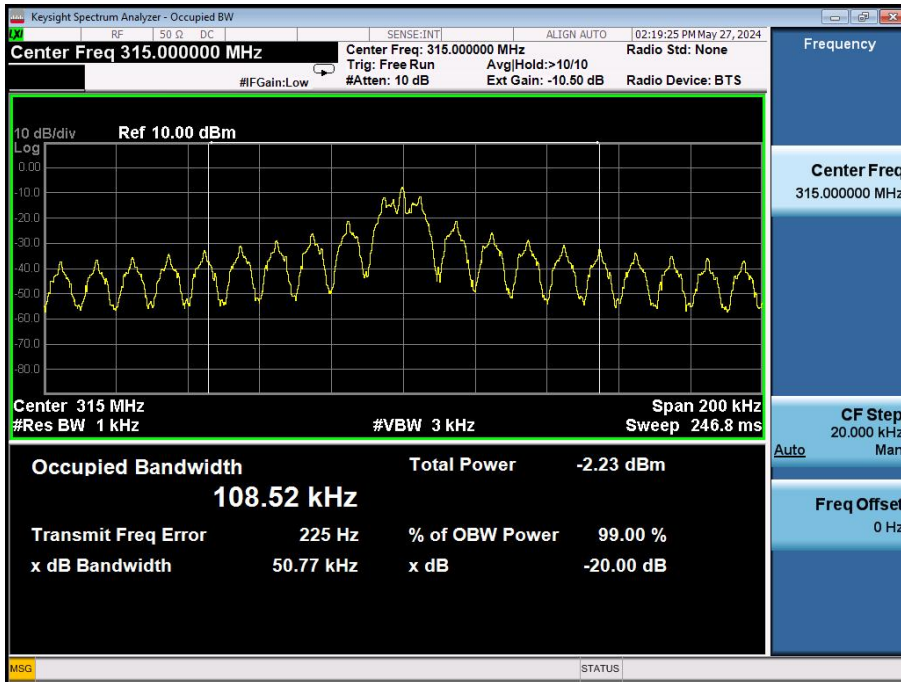 Keysight Spectrum Analyzer - Occupied BW
LXI RF 50 Ω DC SENSE:INT ALIGN AUTO 02:19:25 PM May 27, 2024
Center Freq 315.000000 MHz
Center Freq: 315.000000 MHz Radio Std: None
Trig: Free Run Avg|Hold:>10/10
#IFGain:Low #Atten: 10 dB Ext Gain: -10.50 dB Radio Device: BTS
10 dB/div Ref 10.00 dBm
Log
0.00
-10.0
-20.0
-30.0
-40.0
-50.0
-60.0
-70.0
-80.0
Center 315 MHz Span 200 kHz
#Res BW 1 kHz #VBW 3 kHz Sweep 246.8 ms
Occupied Bandwidth Total Power -2.23 dBm
108.52 kHz
Transmit Freq Error 225 Hz % of OBW Power 99.00 %
x dB Bandwidth 50.77 kHz x dB -20.00 dB
Frequency
Center Freq
315.000000 MHz
CF Step
20.000 kHz
Auto Man
Freq Offset
0 Hz
MSG STATUS